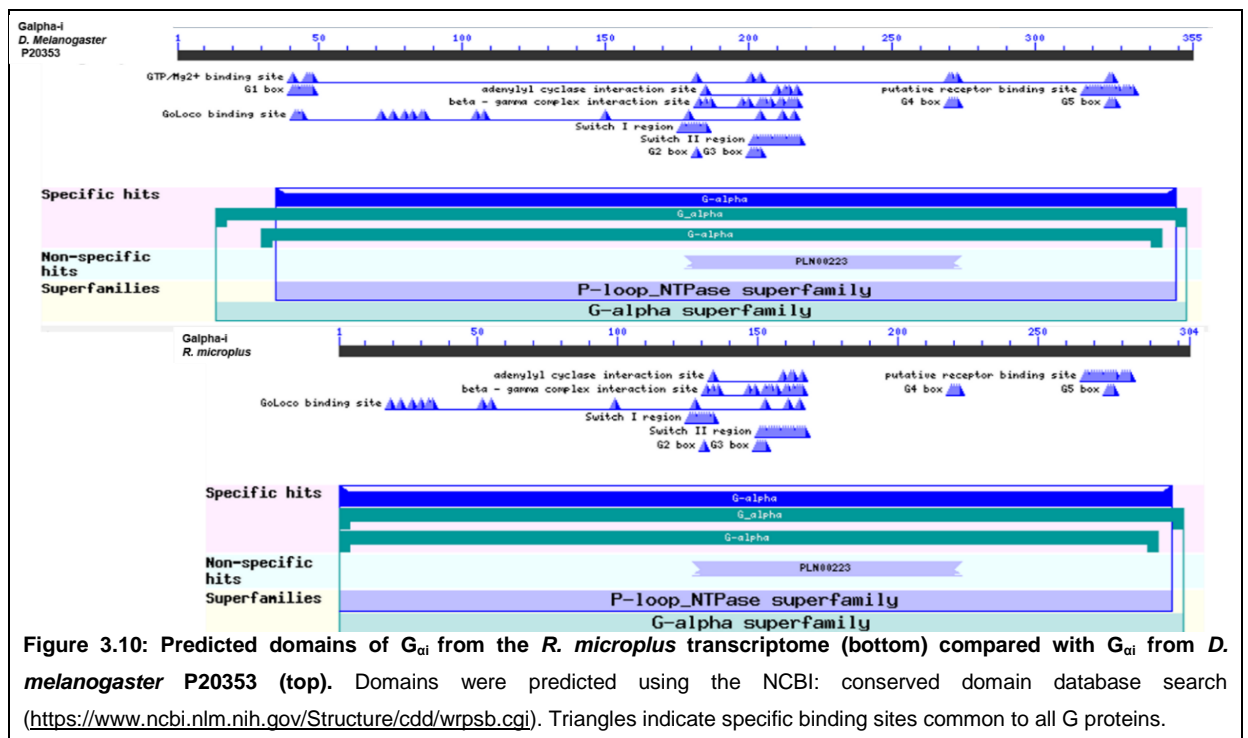 Galpha-i
D. Melanogaster
P20353
1 50 100 150 200 250 300 355
GTP/Mg2+ binding site
G1 box
adenylyl cyclase interaction site
putative receptor binding site
beta - gamma complex interaction site
G4 box
G5 box
GoLoco binding site
Switch I region
Switch II region
G2 box G3 box
Specific hits
G-alpha
G_alpha
G-alpha
Non-specific
hits
PLN00223
Superfamilies
P-loop_NTPase superfamily
G-alpha superfamily
Galpha-i
R. microplus
1 50 100 150 200 250 304
adenylyl cyclase interaction site
putative receptor binding site
beta - gamma complex interaction site
G4 box
G5 box
GoLoco binding site
Switch I region
Switch II region
G2 box G3 box
Specific hits
G-alpha
G_alpha
G-alpha
Non-specific
hits
PLN00223
Superfamilies
P-loop_NTPase superfamily
G-alpha superfamily
Figure 3.10: Predicted domains of Gαi from the R. microplus transcriptome (bottom) compared with Gαi from D.
melanogaster P20353 (top). Domains were predicted using the NCBI: conserved domain database search
(https://www.ncbi.nlm.nih.gov/Structure/cdd/wrpsb.cgi). Triangles indicate specific binding sites common to all G proteins.